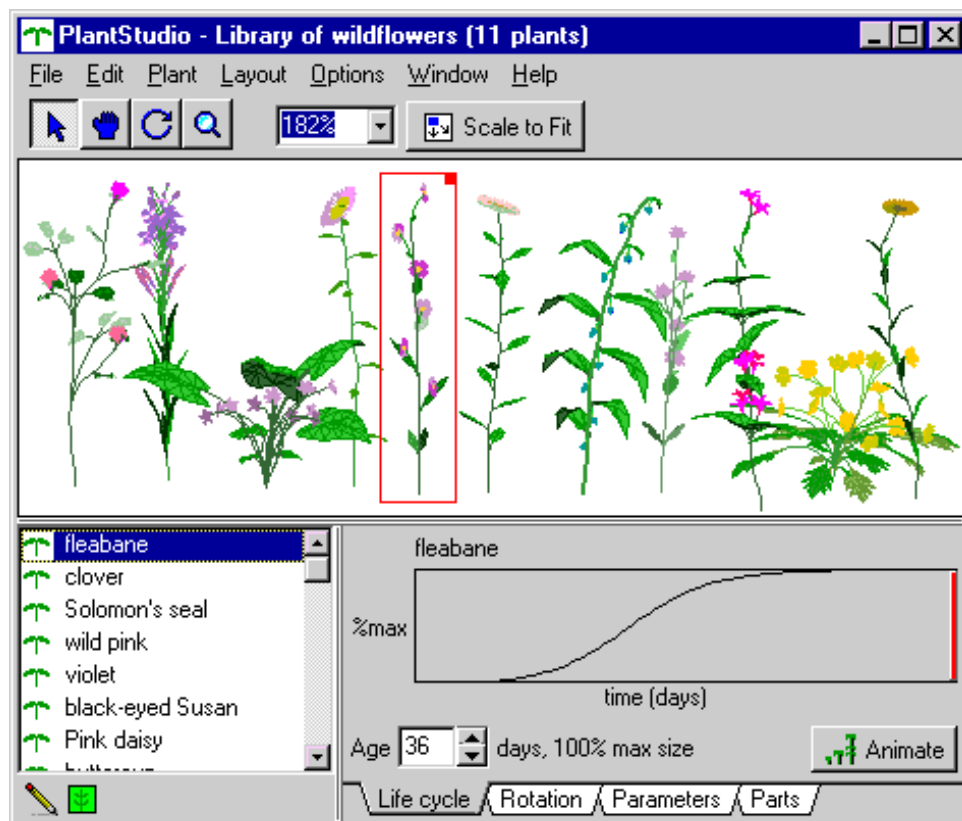 PlantStudio - Library of wildflowers (11 plants)
File Edit Plant Layout Options Window Help
182% Scale to Fit
fleabane
clover
Solomon's seal
wild pink
violet
black-eyed Susan
Pink daisy
fleabane
%max
time (days)
Age 36 days, 100% max size Animate
Life cycle Rotation Parameters Parts